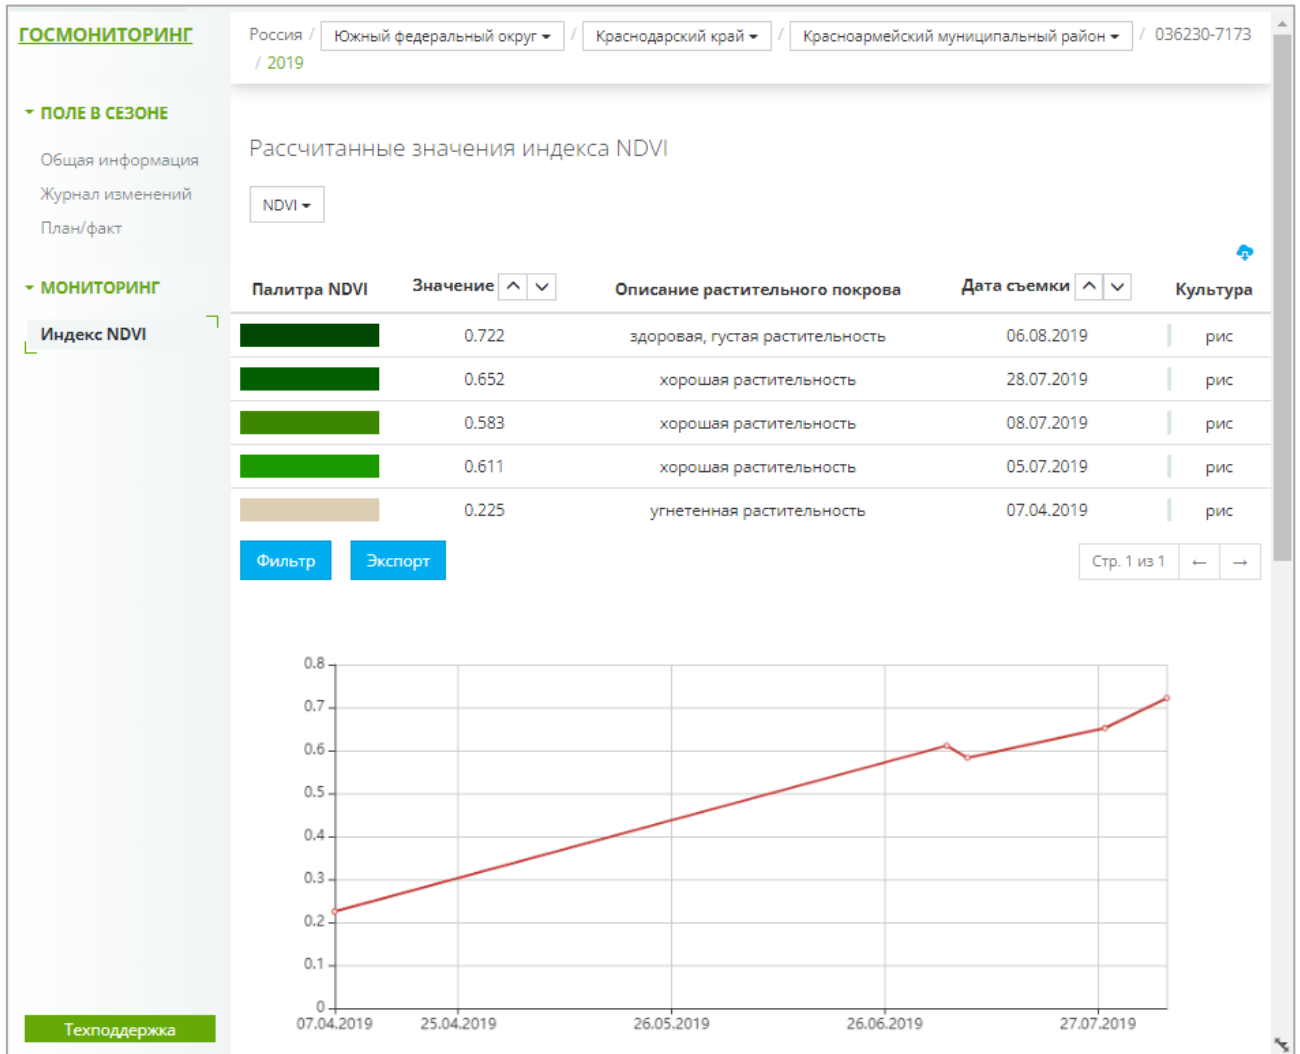 ГОСМОНИТОРИНГ
Россия / Южный федеральный округ / Краснодарский край / Красноармейский муниципальный район / 036230-7173
/ 2019
ПОЛЕ В СЕЗОНЕ
Общая информация
Журнал изменений
План/факт
МОНИТОРИНГ
Индекс NDVI
Рассчитанные значения индекса NDVI
NDVI
Палитра NDVI Значение Описание растительного покрова Дата съемки Культура
0.722 здоровая, густая растительность 06.08.2019 рис
0.652 хорошая растительность 28.07.2019 рис
0.583 хорошая растительность 08.07.2019 рис
0.611 хорошая растительность 05.07.2019 рис
0.225 угнетенная растительность 07.04.2019 рис
Фильтр Экспорт Стр. 1 из 1 ← →
0.8
0.7
0.6
0.5
0.4
0.3
0.2
0.1
0
07.04.2019 25.04.2019 26.05.2019 26.06.2019 27.07.2019
Техподдержка